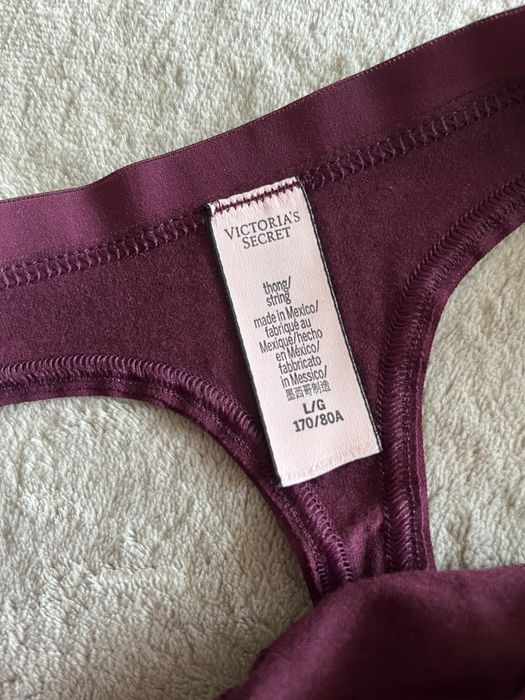 VICTORIA'S
SECRET
thong/
string
made in Mexico/
fabriqué au
Mexique/hecho
en México/
fabbricato
in Messico/
墨西哥制造
L/G
170/80A